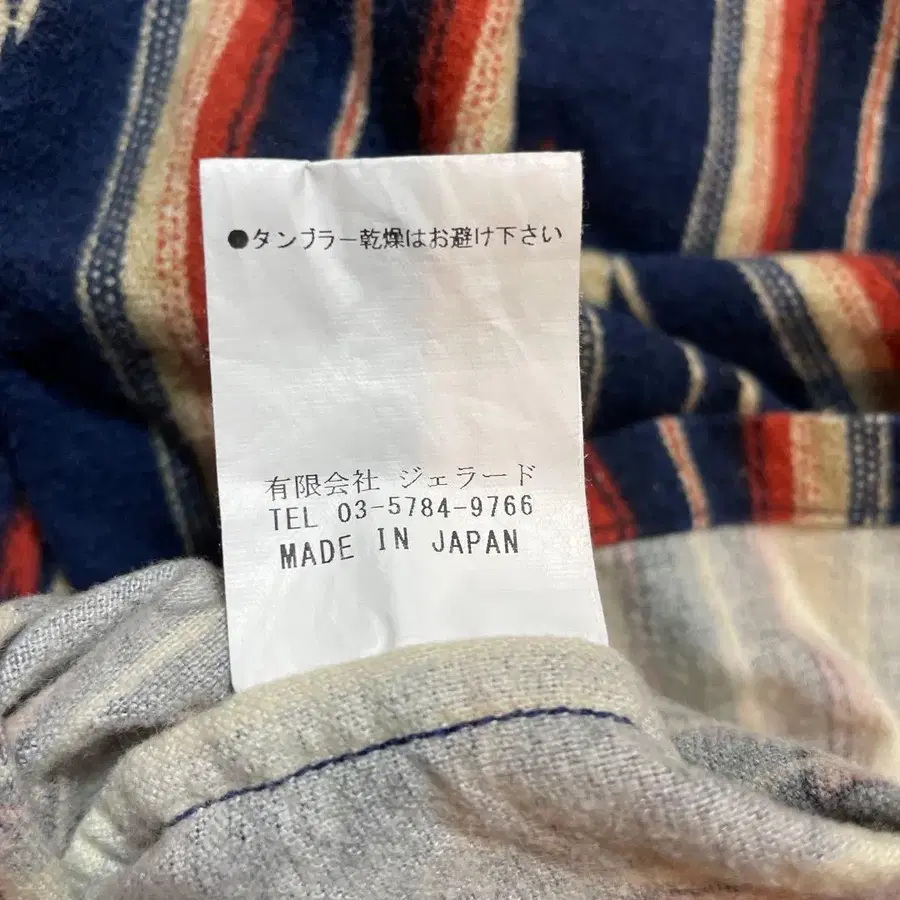 ●タンブラー乾燥はお避け下さい
有限会社 ジェラード
TEL 03-5784-9766
MADE IN JAPAN